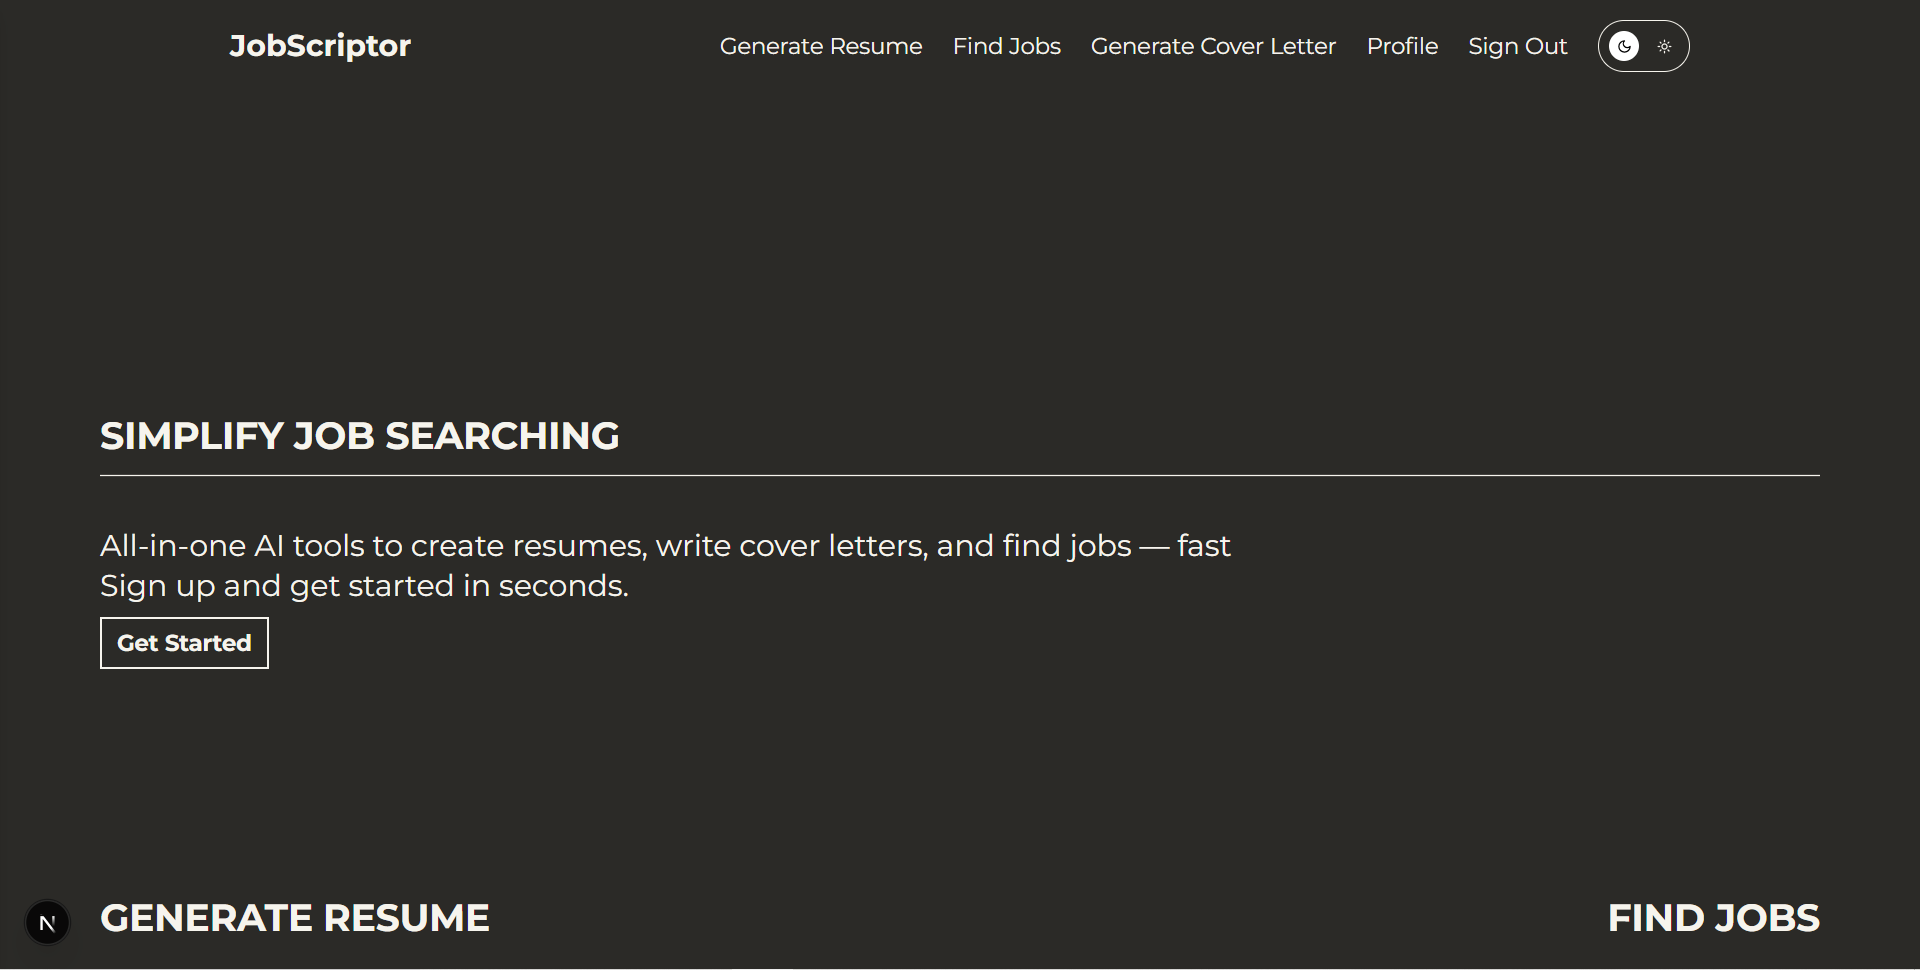 JobScriptor
Generate Resume
Find Jobs
Generate Cover Letter
Profile
Sign Out
SIMPLIFY JOB SEARCHING
All-in-one AI tools to create resumes, write cover letters, and find jobs — fast
Sign up and get started in seconds.
Get Started
N
GENERATE RESUME
FIND JOBS